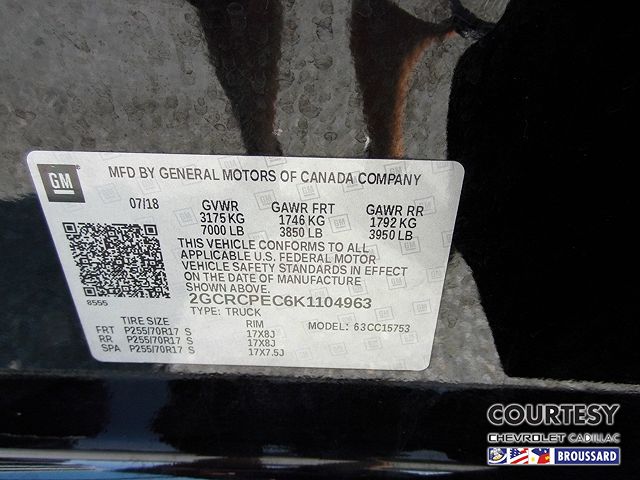 GM
MFD BY GENERAL MOTORS OF CANADA COMPANY
07/18 GVWR GAWR FRT GAWR RR
3175 KG 1746 KG 1792 KG
7000 LB 3850 LB 3950 LB
THIS VEHICLE CONFORMS TO ALL
APPLICABLE U.S. FEDERAL MOTOR
VEHICLE SAFETY STANDARDS IN EFFECT
ON THE DATE OF MANUFACTURE
SHOWN ABOVE
8555
2GCRCPEC6K1104963
TYPE: TRUCK
TIRE SIZE RIM MODEL: 63CC15753
FRT P255/70R17 S 17X8J
RR P255/70R17 S 17X8J
SPA P255/70R17 S 17X7.5J
COURTESY
CHEVROLET CADILLAC
BROUSSARD